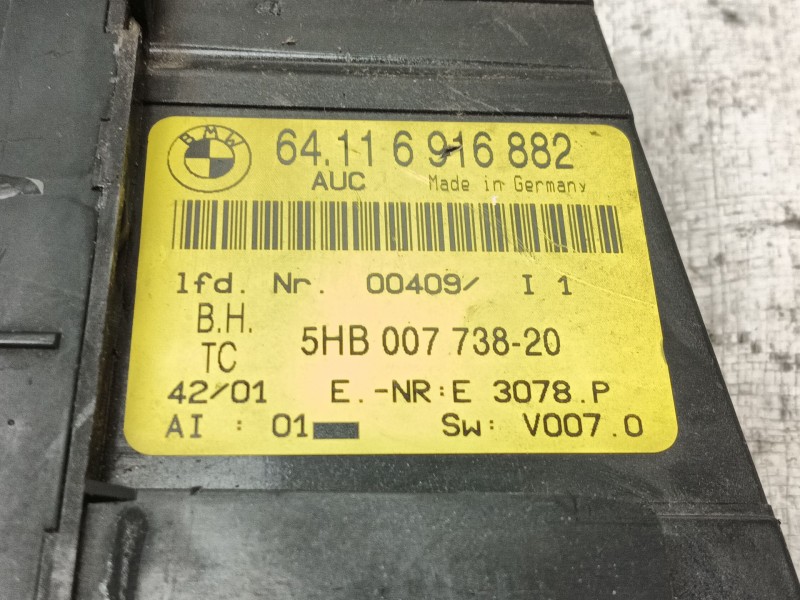 BMW
64.11 6 916 882
AUC Made in Germany
lfd. Nr. 00409/ I 1
B.H.
TC
5HB 007 738-20
42/01 E.-NR:E 3078.P
AI : 01 Sw: V007.0